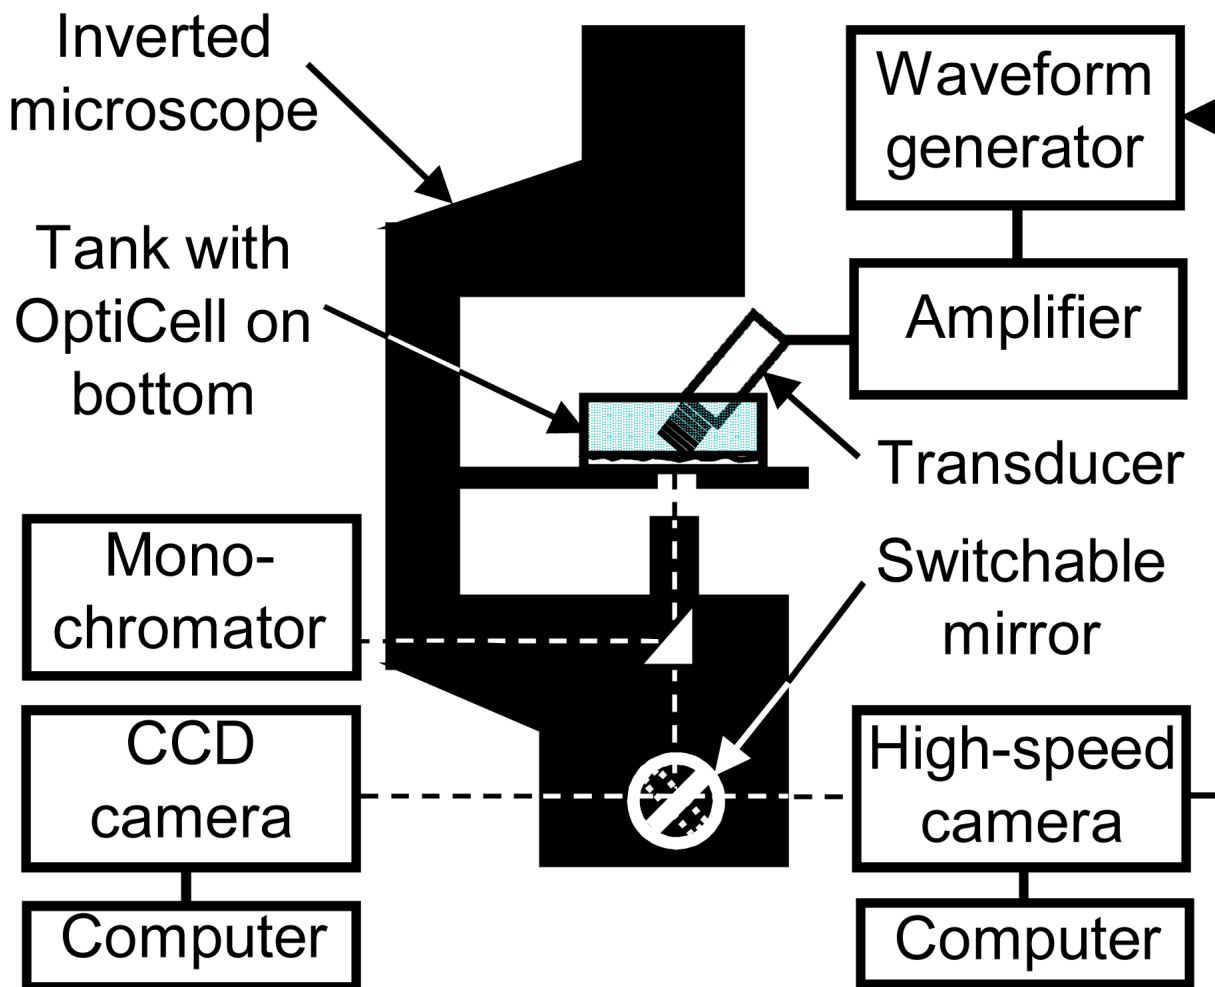 Inverted
microscope
Waveform
generator
Tank with
OptiCell on
bottom
Amplifier
Transducer
Mono-
chromator
Switchable
mirror
CCD
camera
High-speed
camera
Computer
Computer